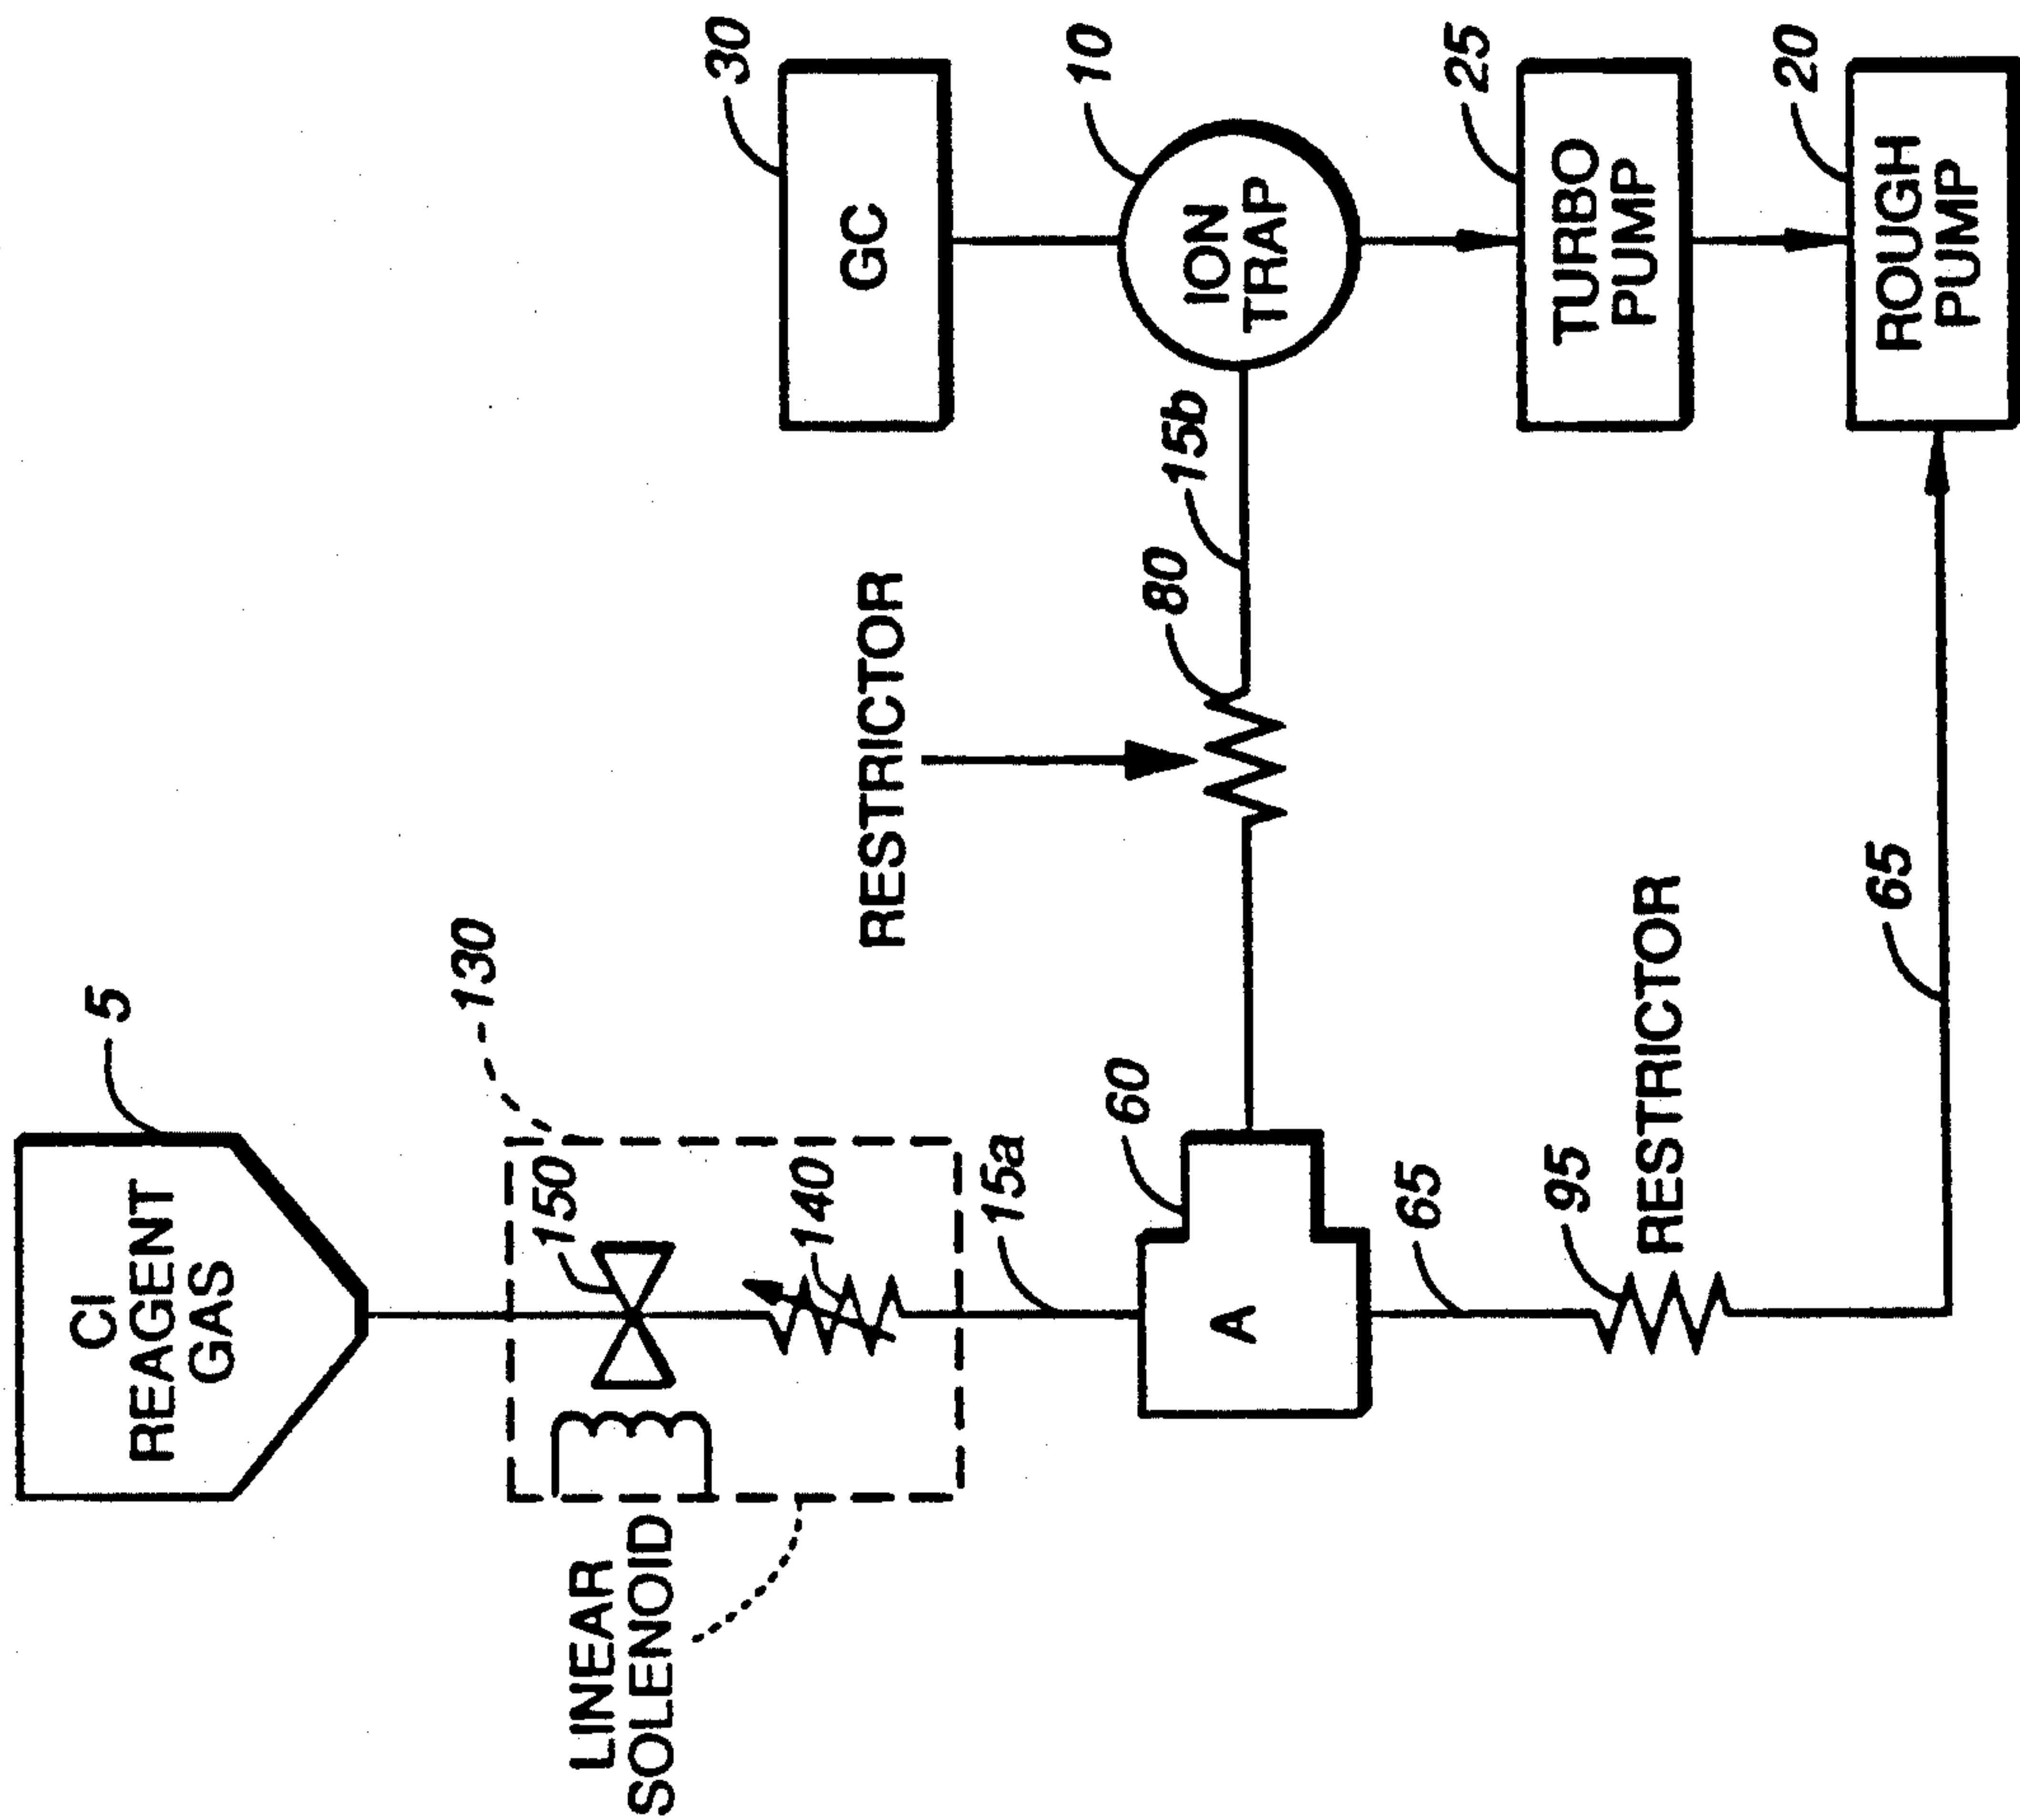 CI
REAGENT
GAS
5
130
150
140
LINEAR
SOLENOID
15a
60
A
65
95
RESTRICTOR
65
RESTRICTOR
80
15b
GC
30
ION
TRAP
10
TURBO
PUMP
25
ROUGH
PUMP
20